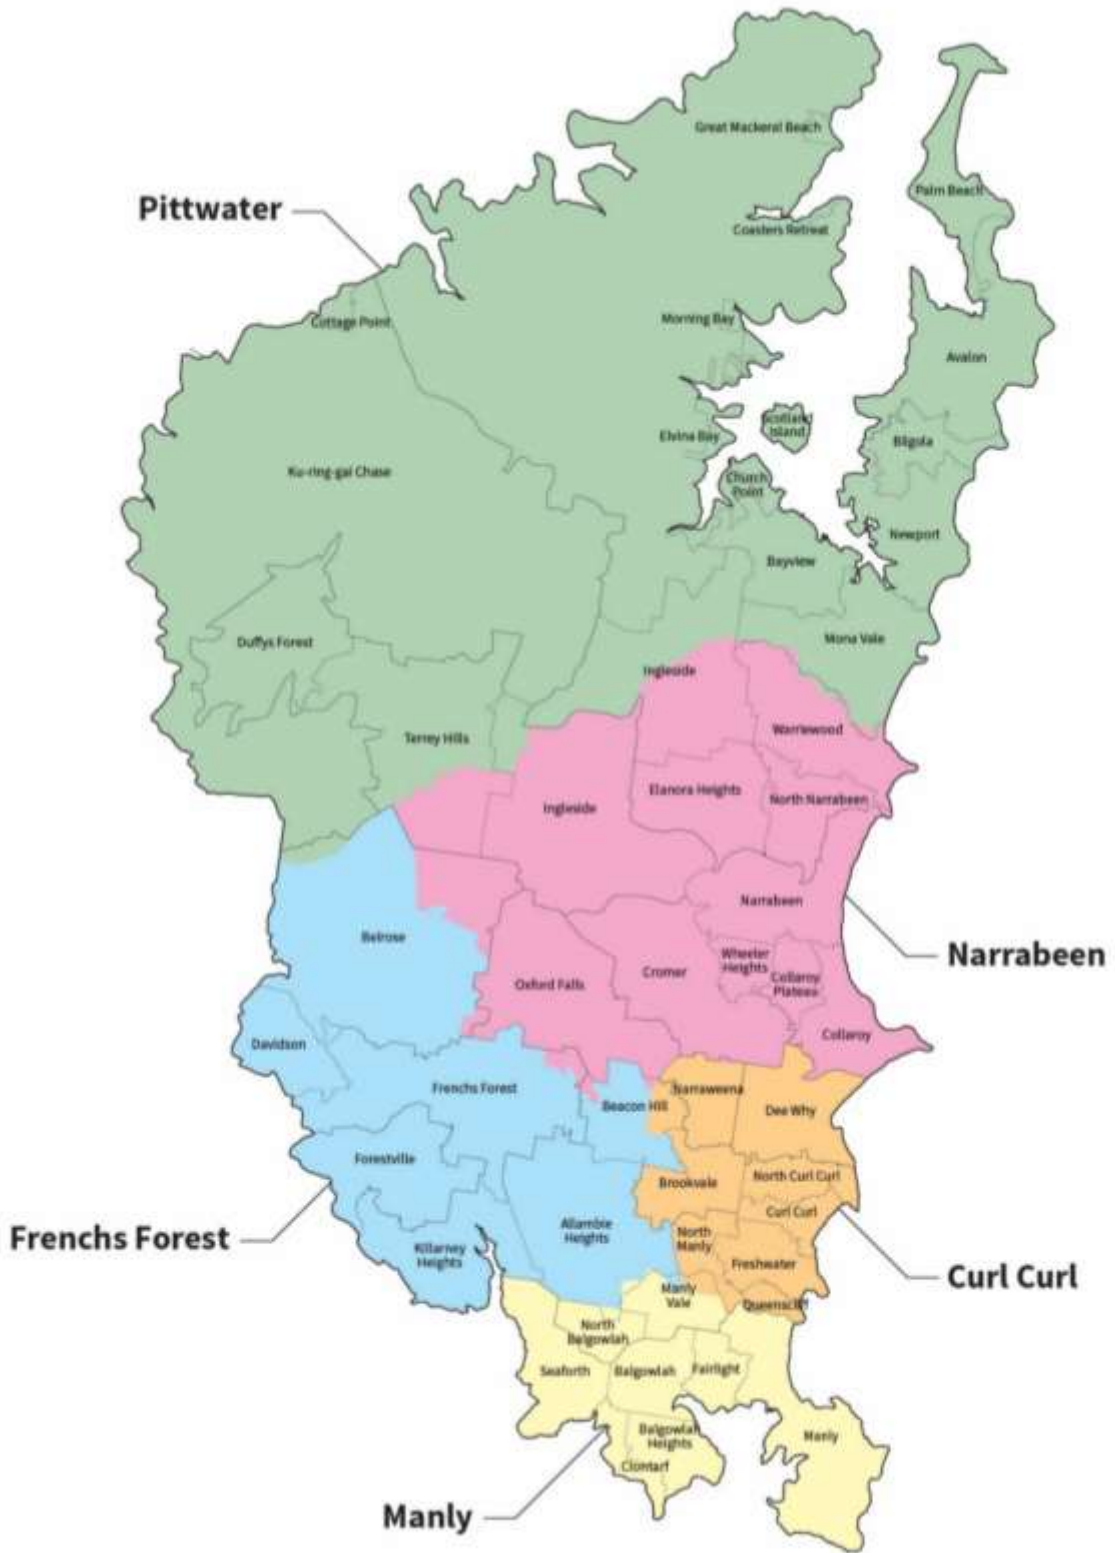 Great Mackeral Beach
Palm Beach
Pittwater
Coasters Retreat
Cottage Point
Morning Bay
Avalon
Scotland
Island
Elvina Bay
Bilgola
Ku-ring-gai Chase
Church
Point
Newport
Bayview
Duffys Forest
Mona Vale
Ingleside
Warriewood
Terrey Hills
Elanora Heights
North Narrabeen
Ingleside
Narrabeen
Belrose
Narrabeen
Wheeler
Heights
Cromer
Collaroy
Plateau
Oxford Falls
Collaroy
Davidson
Frenchs Forest
Narraweena
Beacon Hill
Dee Why
Forestville
North Curl Curl
Brookvale
Curl Curl
Allambie
Heights
Frenchs Forest
North
Manly
Killarney
Heights
Freshwater
Curl Curl
Manly
Vale
Queenscliff
North
Balgowlah
Seaforth
Balgowlah
Fairlight
Balgowlah
Heights
Manly
Clontarf
Manly